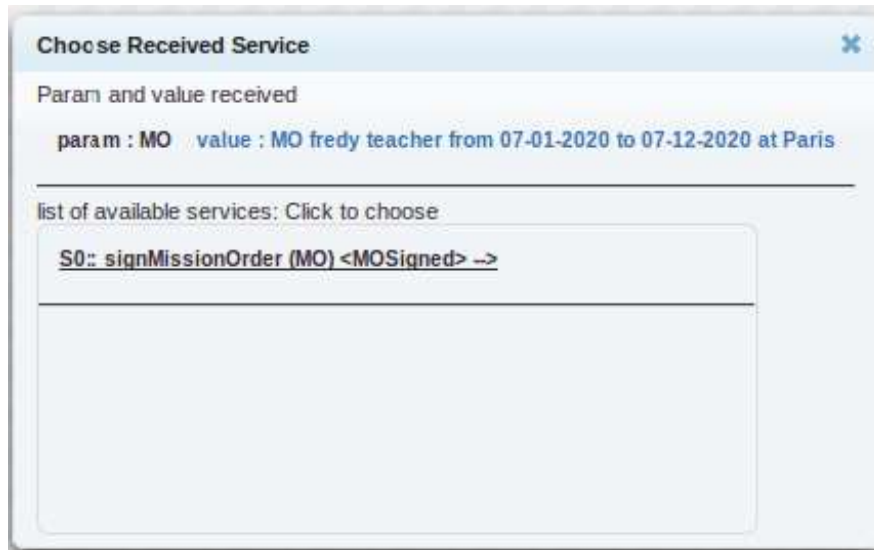 Choose Received Service
Param and value received
param : MO value : MO fredy teacher from 07-01-2020 to 07-12-2020 at Paris
list of available services: Click to choose
S0:: signMissionOrder (MO) <MOSigned> -->